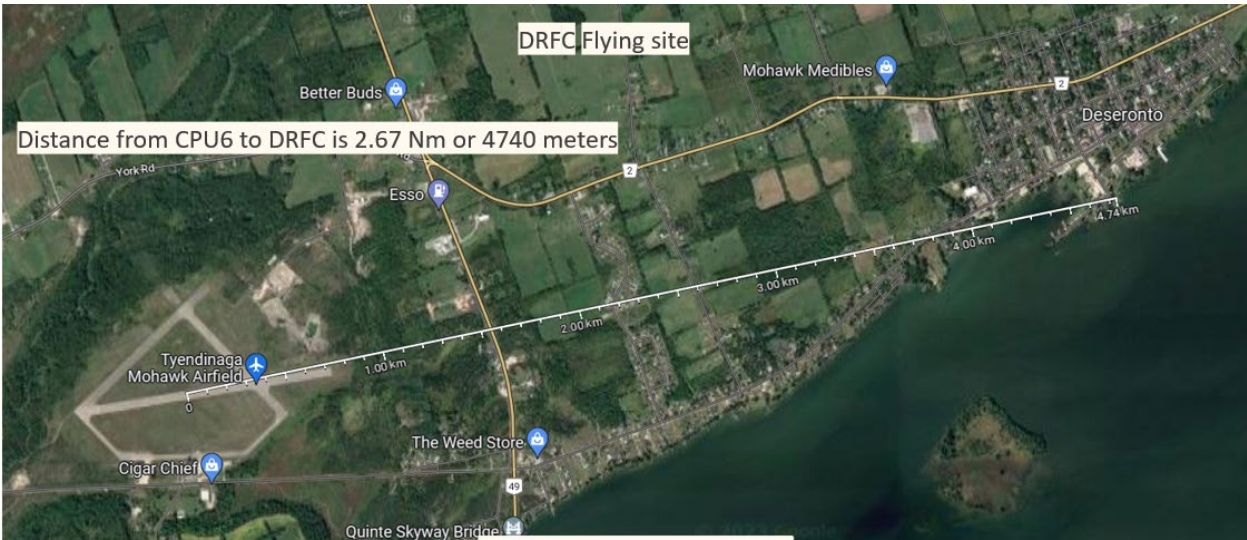 DRFC Flying site
Mohawk Medibles
2
Better Buds
Deseronto
Distance from CPU6 to DRFC is 2.67 Nm or 4740 meters
York Rd
2
Esso
4.74 km
4.00 km
3.00 km
2.00 km
Tyendinaga
Mohawk Airfield
1.00 km
0
The Weed Store
Cigar Chief
49
Quinte Skyway Bridge